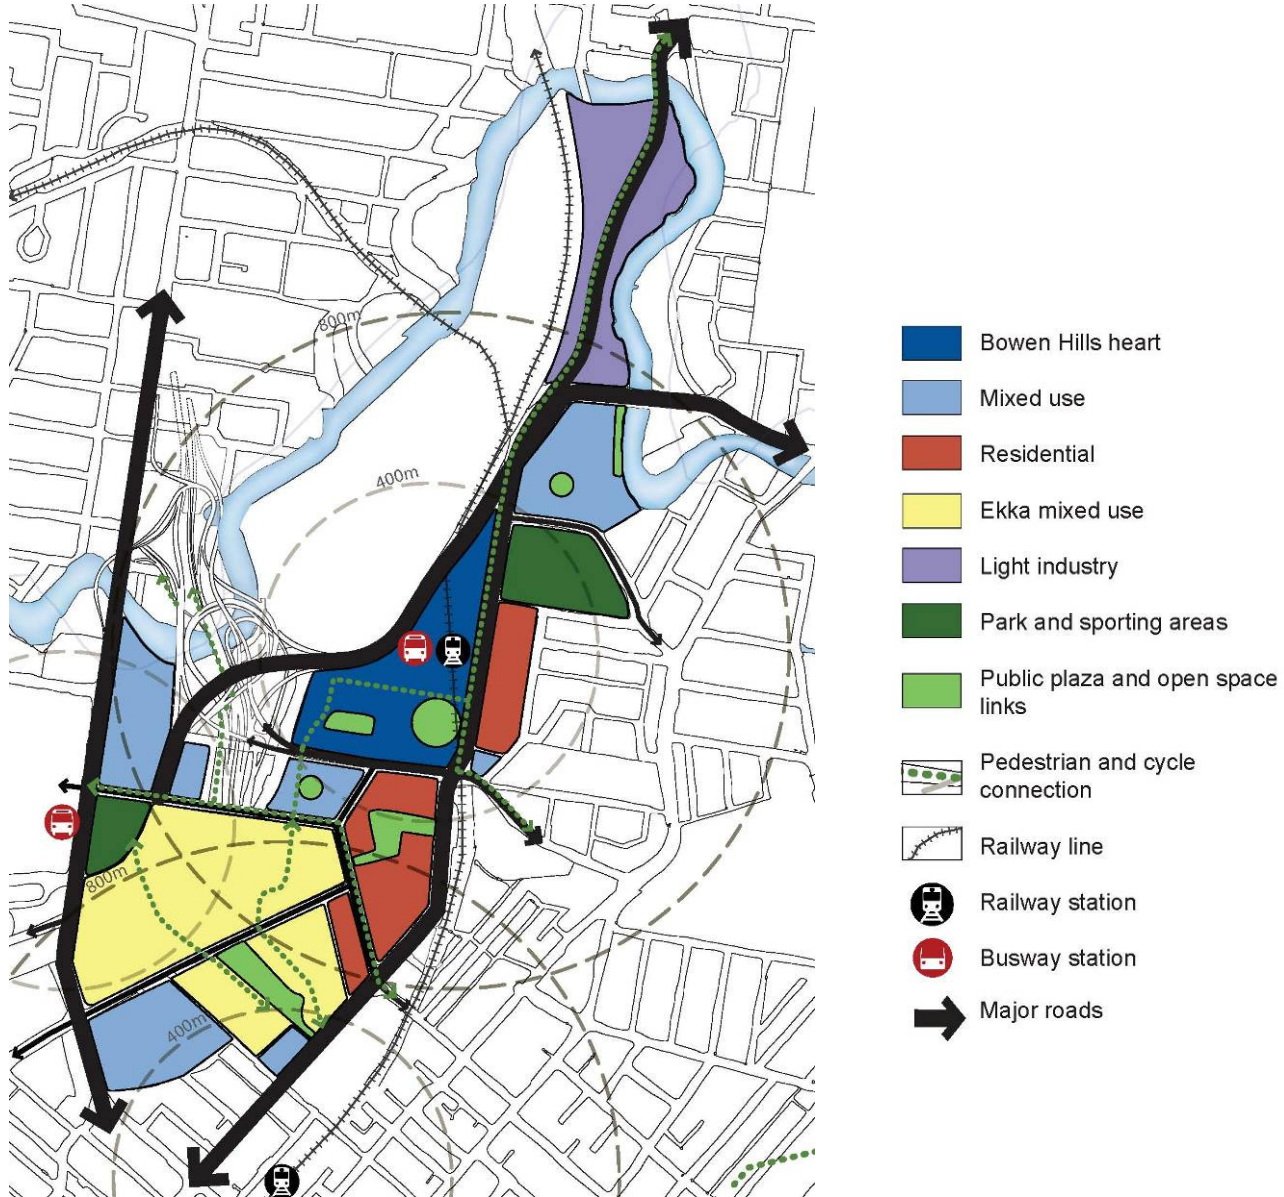 800m
400m
800m
400m
Bowen Hills heart
Mixed use
Residential
Ekka mixed use
Light industry
Park and sporting areas
Public plaza and open space
links
Pedestrian and cycle
connection
Railway line
Railway station
Busway station
Major roads